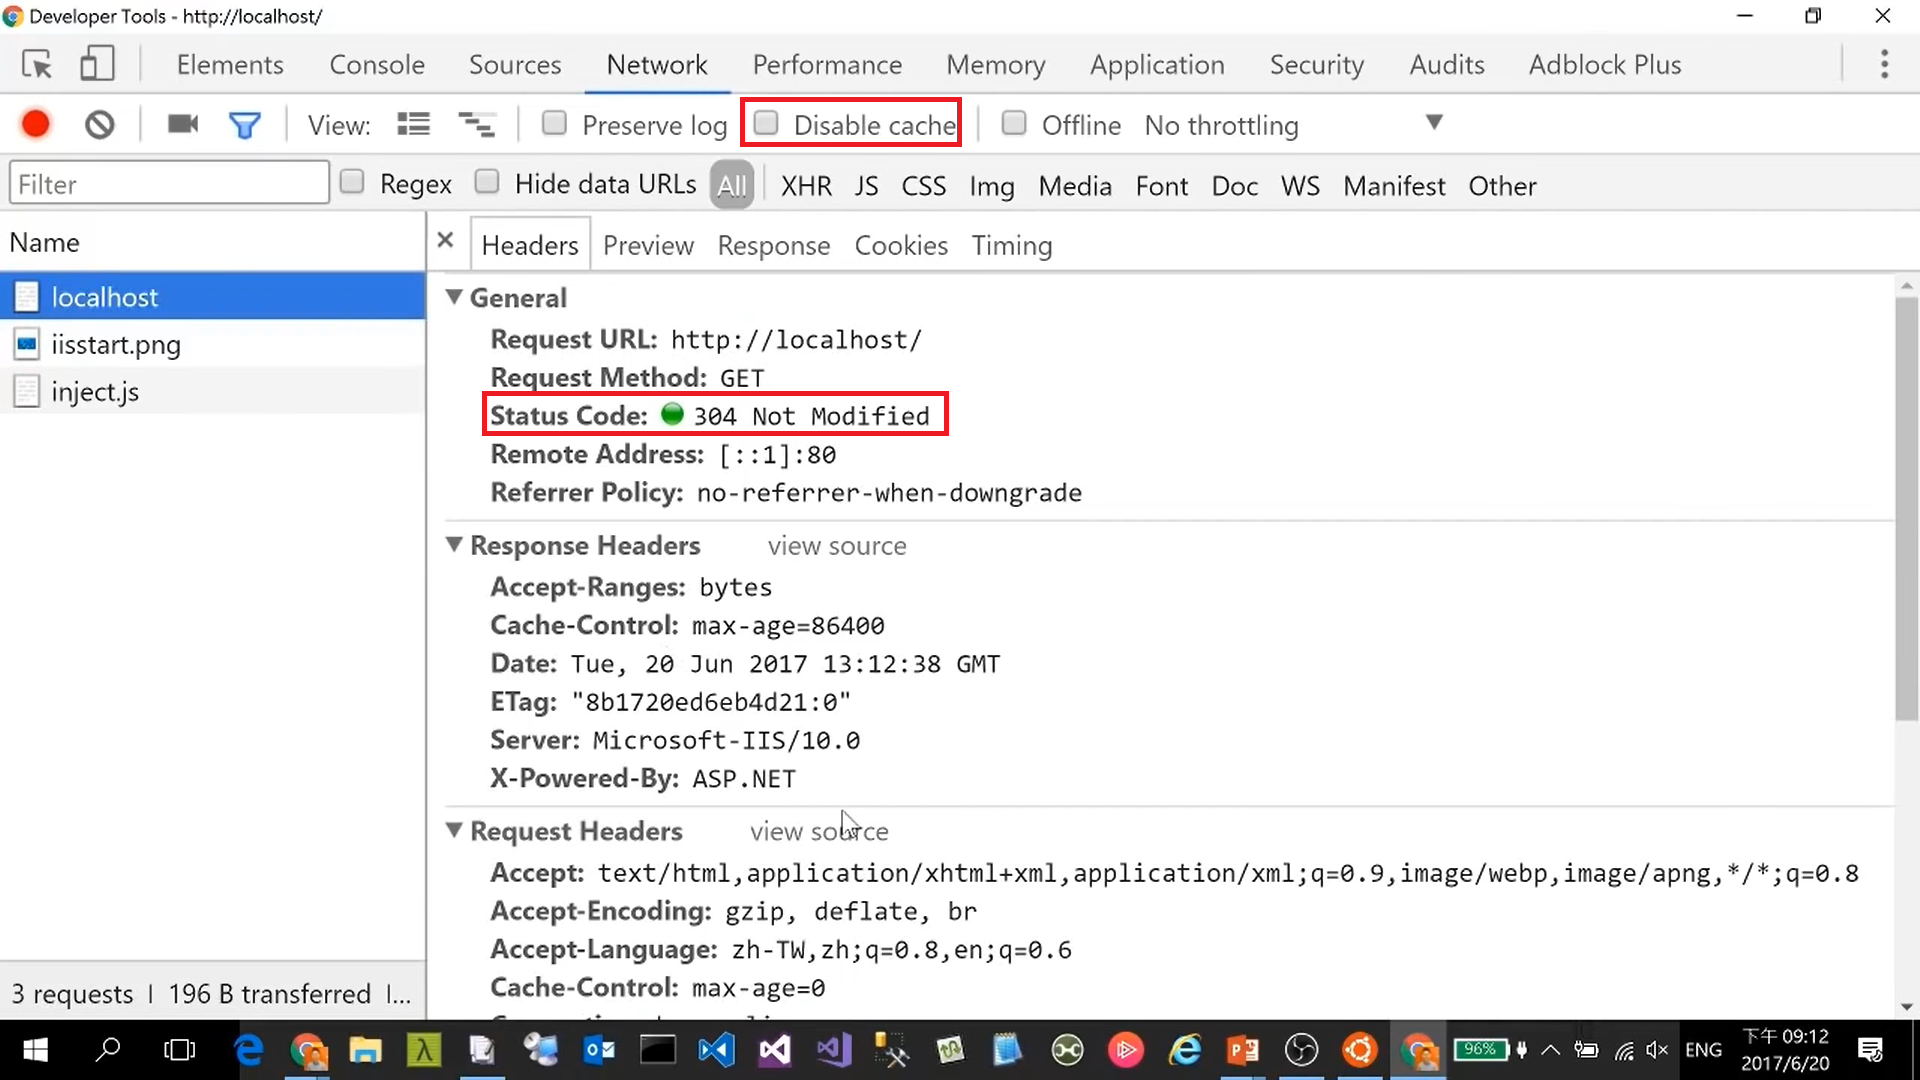 Developer Tools - http://localhost/
Elements Console Sources Network Performance Memory Application Security Audits Adblock Plus
View: Preserve log Disable cache Offline No throttling
Filter Regex Hide data URLs All XHR JS CSS Img Media Font Doc WS Manifest Other
Name
Headers Preview Response Cookies Timing
localhost
iisstart.png
inject.js
General
Request URL: http://localhost/
Request Method: GET
Status Code: 304 Not Modified
Remote Address: [::1]:80
Referrer Policy: no-referrer-when-downgrade
Response Headers view source
Accept-Ranges: bytes
Cache-Control: max-age=86400
Date: Tue, 20 Jun 2017 13:12:38 GMT
ETag: "8b1720ed6eb4d21:0"
Server: Microsoft-IIS/10.0
X-Powered-By: ASP.NET
Request Headers view source
Accept: text/html,application/xhtml+xml,application/xml;q=0.9,image/webp,image/apng,*/*;q=0.8
Accept-Encoding: gzip, deflate, br
Accept-Language: zh-TW,zh;q=0.8,en;q=0.6
Cache-Control: max-age=0
3 requests | 196 B transferred | ...
96% ENG 下午 09:12
2017/6/20